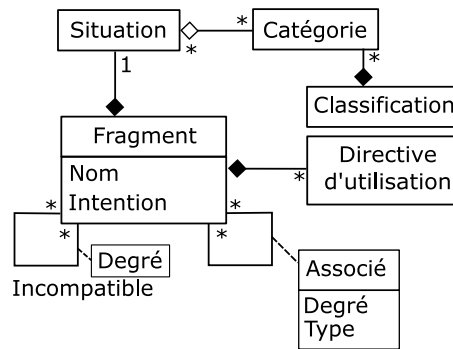 Situation
*
*
Catégorie
1
*
Classification
Fragment
Nom
Intention
*
Directive
d'utilisation
*
*
*
*
Degré
Incompatible
Associé
Degré
Type